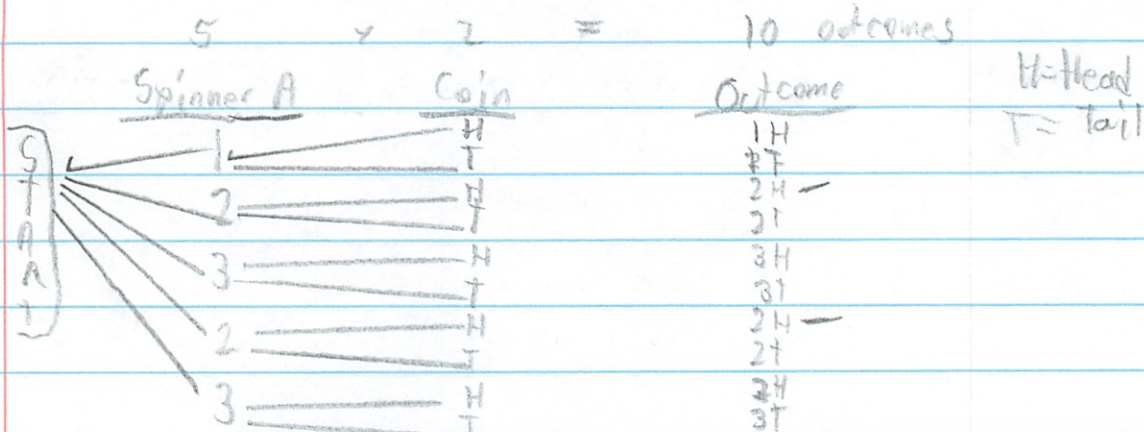 5 x 2 = 10 outcomes
Spinner A Coin Outcome H=Head
T= Tail
START
1 H 1H
T 1T
2 H 2H —
T 2T
3 H 3H
T 3T
2 H 2H —
T 2T
3 H 3H
T 3T